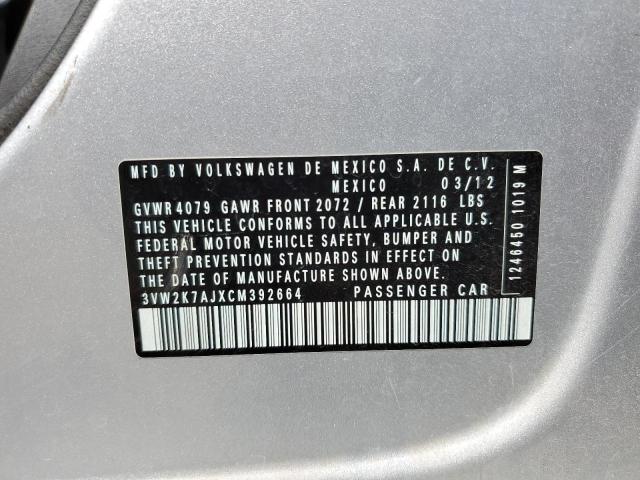 MFD BY VOLKSWAGEN DE MEXICO S.A. DE C.V.
MEXICO 03/12
GVWR 4079 GAWR FRONT 2072 / REAR 2116 LBS
THIS VEHICLE CONFORMS TO ALL APPLICABLE U.S.
FEDERAL MOTOR VEHICLE SAFETY, BUMPER AND
THEFT PREVENTION STANDARDS IN EFFECT ON
THE DATE OF MANUFACTURE SHOWN ABOVE.
3VW2K7AJXCM392664 PASSENGER CAR
1246450 1019 M